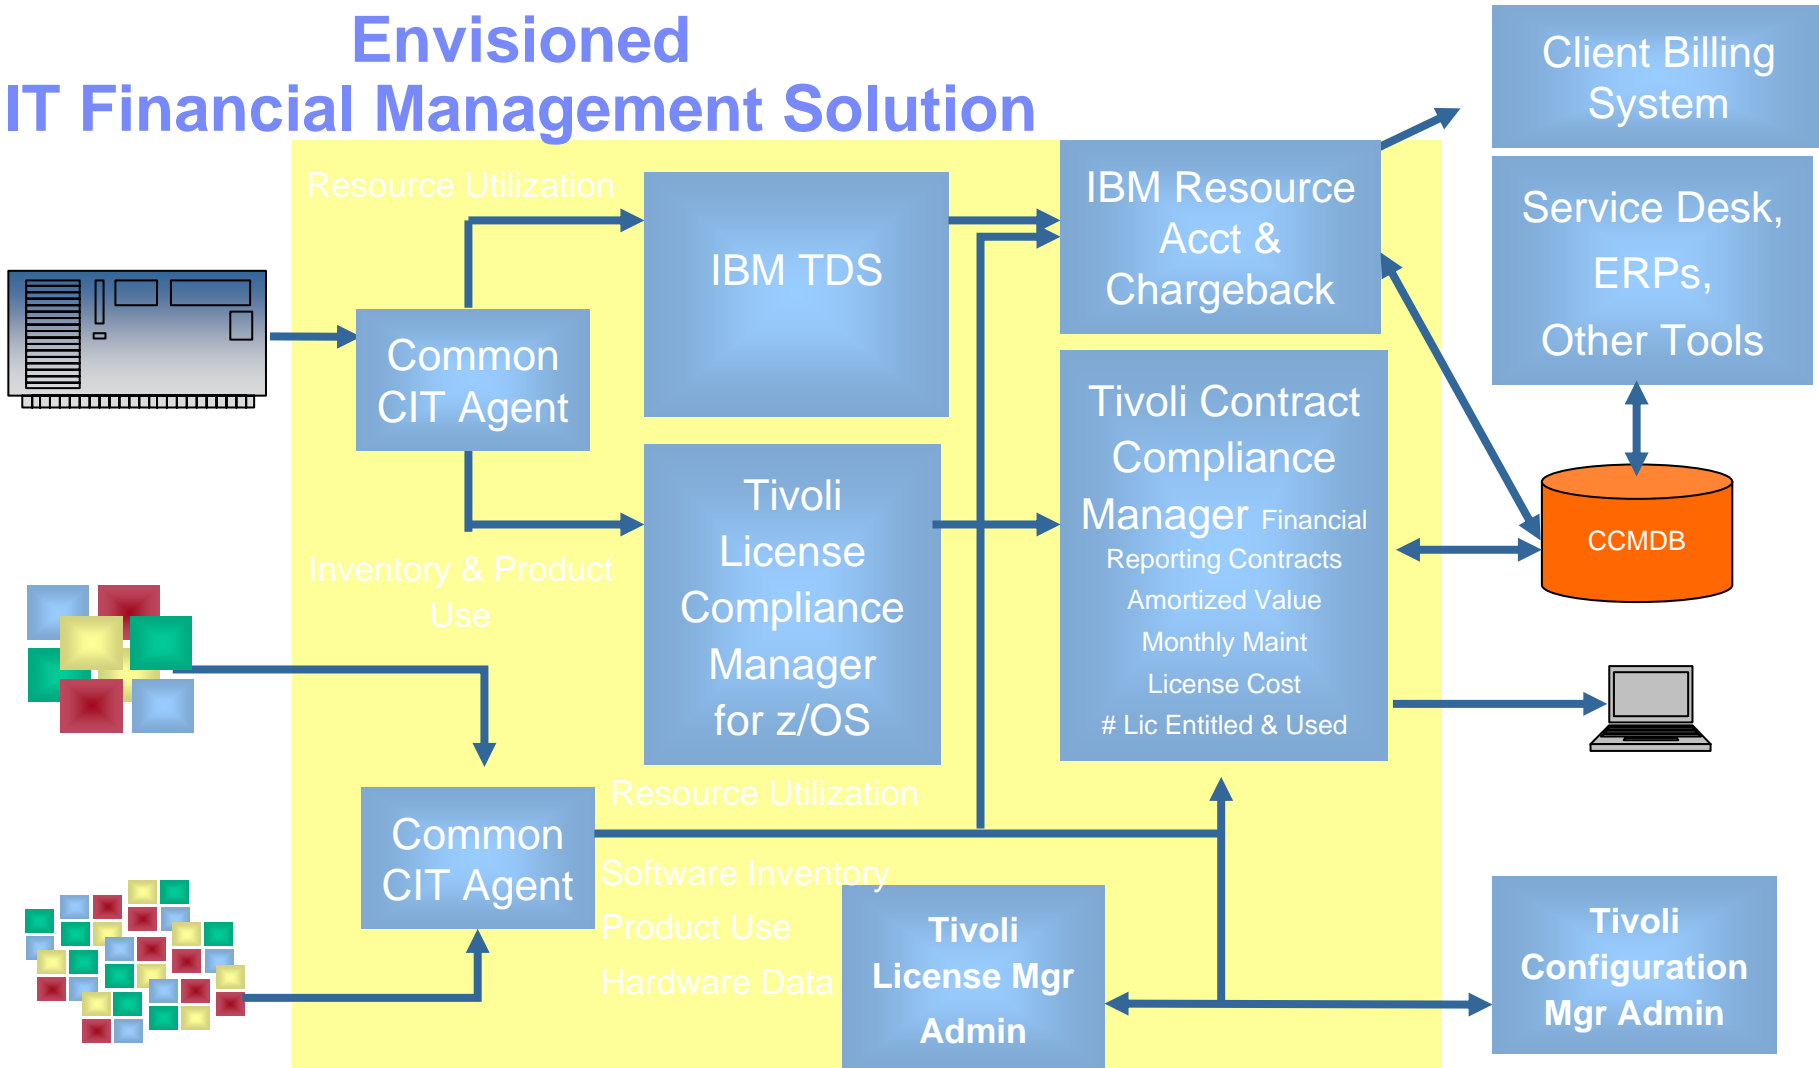 Envisioned
IT Financial Management Solution
Client Billing
System
Resource Utilization
IBM TDS
IBM Resource
Acct &
Chargeback
Service Desk,
ERPs,
Other Tools
Common
CIT Agent
Tivoli
License
Compliance
Manager
for z/OS
Tivoli Contract
Compliance
Manager Financial
Reporting Contracts
Amortized Value
Monthly Maint
License Cost
# Lic Entitled & Used
CCMDB
Inventory & Product
Use
Resource Utilization
Common
CIT Agent
Software Inventory
Product Use
Hardware Data
Tivoli
License Mgr
Admin
Tivoli
Configuration
Mgr Admin